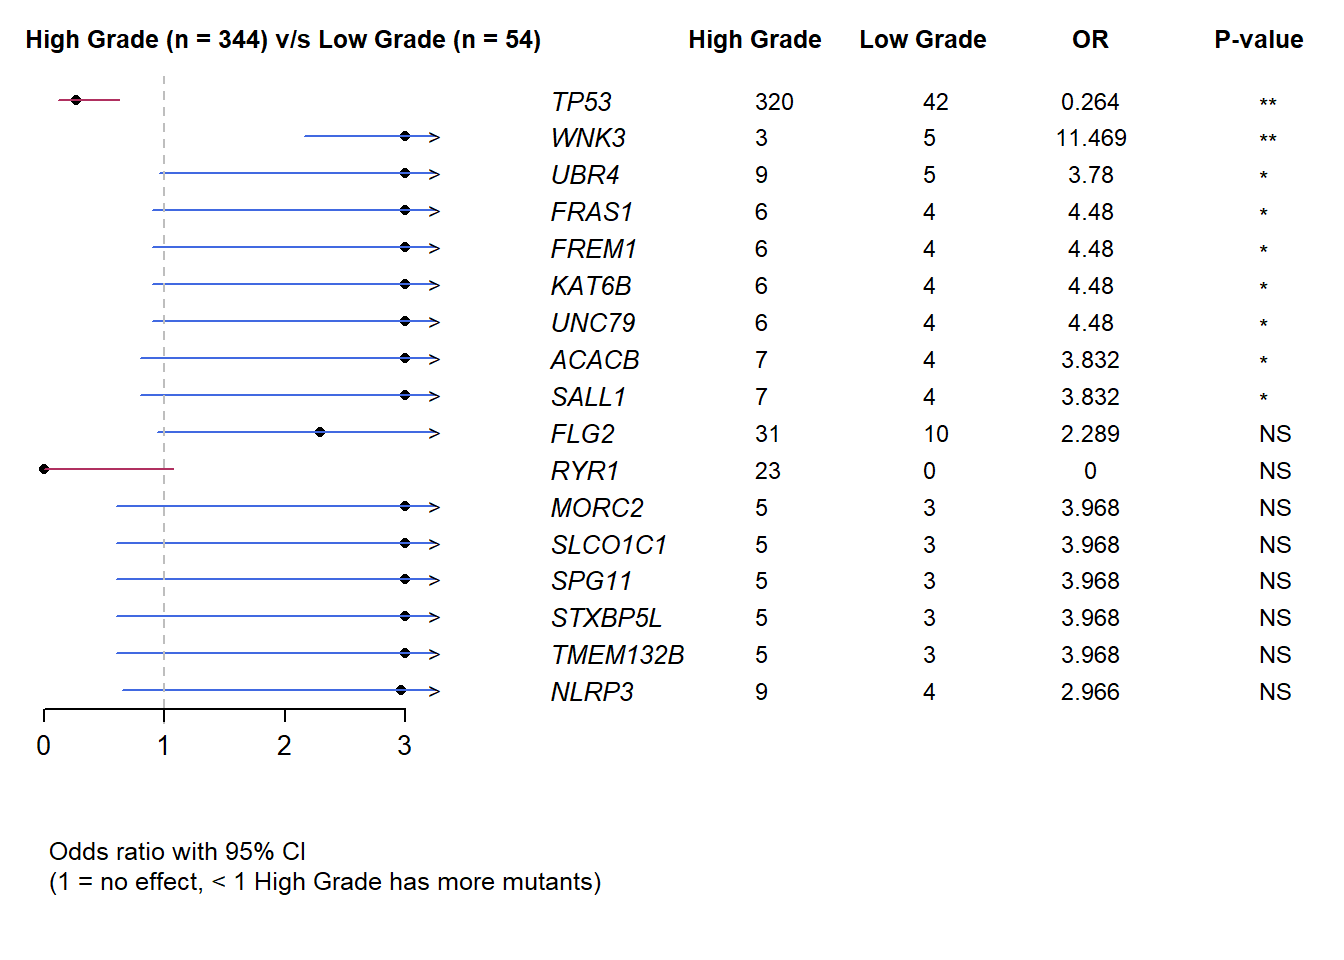 High Grade (n = 344) v/s Low Grade (n = 54) High Grade Low Grade OR P-value
TP53 320 42 0.264 **
WNK3 3 5 11.469 **
UBR4 9 5 3.78 *
FRAS1 6 4 4.48 *
FREM1 6 4 4.48 *
KAT6B 6 4 4.48 *
UNC79 6 4 4.48 *
ACACB 7 4 3.832 *
SALL1 7 4 3.832 *
FLG2 31 10 2.289 NS
RYR1 23 0 0 NS
MORC2 5 3 3.968 NS
SLCO1C1 5 3 3.968 NS
SPG11 5 3 3.968 NS
STXBP5L 5 3 3.968 NS
TMEM132B 5 3 3.968 NS
NLRP3 9 4 2.966 NS
0 1 2 3
Odds ratio with 95% CI
(1 = no effect, < 1 High Grade has more mutants)